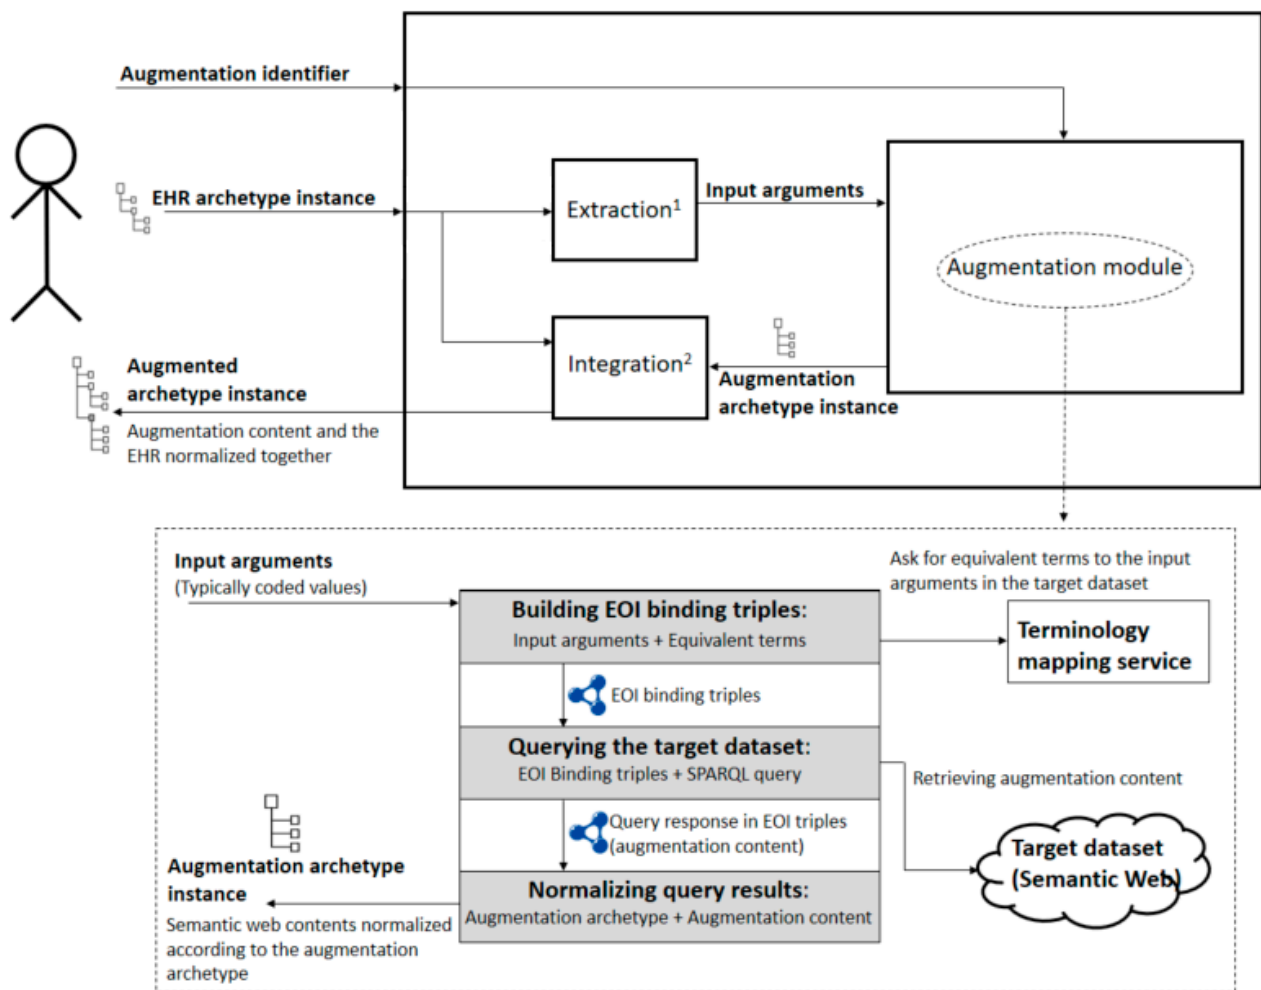 Augmentation identifier
EHR archetype instance
Extraction1
Input arguments
Augmentation module
Integration2
Augmentation
archetype instance
Augmented
archetype instance
Augmentation content and the
EHR normalized together
Input arguments
(Typically coded values)
Ask for equivalent terms to the input
arguments in the target dataset
Building EOI binding triples:
Input arguments + Equivalent terms
Terminology
mapping service
EOI binding triples
Querying the target dataset:
EOI Binding triples + SPARQL query
Retrieving augmentation content
Query response in EOI triples
(augmentation content)
Target dataset
(Semantic Web)
Augmentation archetype
instance
Normalizing query results:
Augmentation archetype + Augmentation content
Semantic web contents normalized
according to the augmentation
archetype